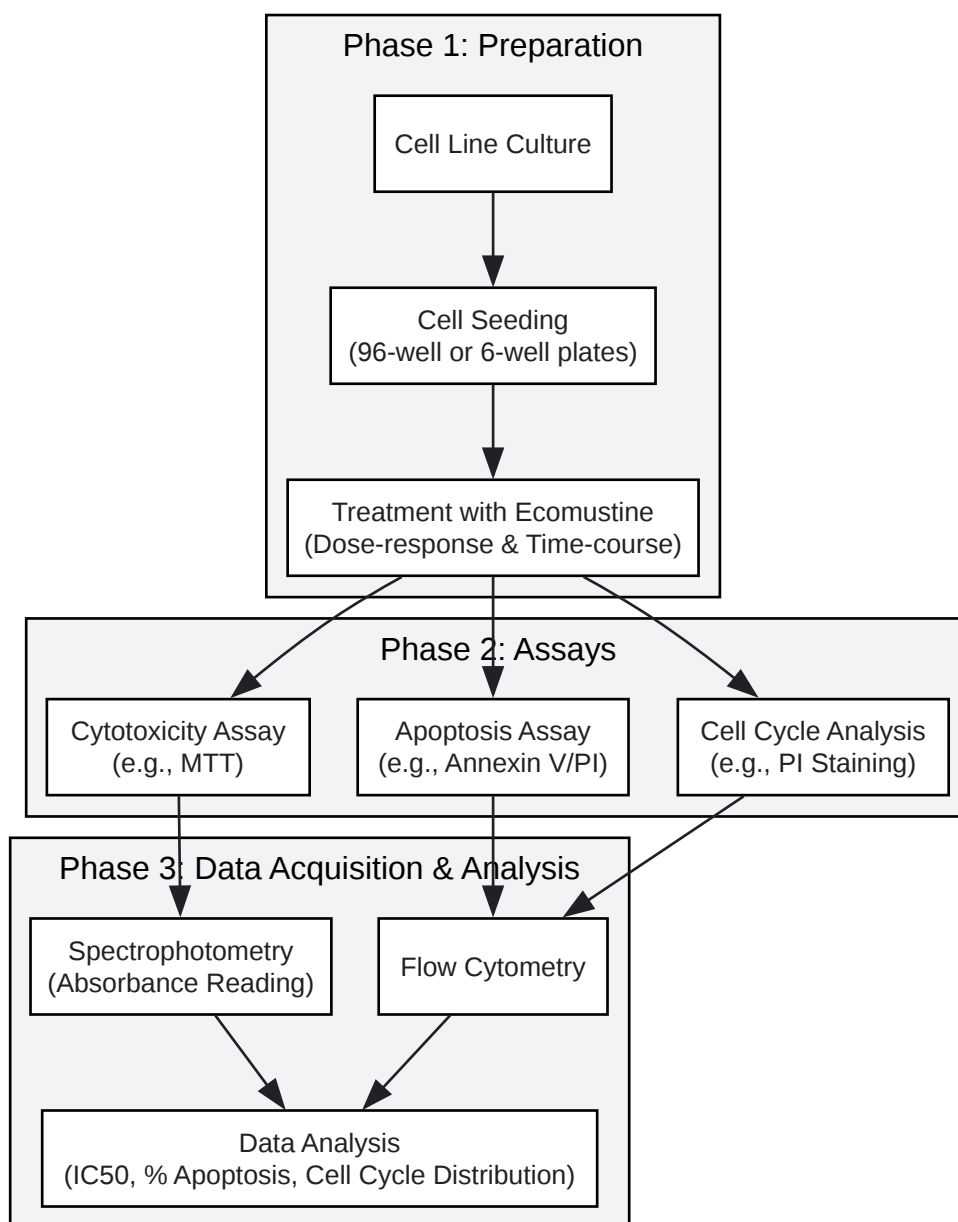 Phase 1: Preparation
Cell Line Culture
Cell Seeding
(96-well or 6-well plates)
Treatment with Ecomustine
(Dose-response & Time-course)
Phase 2: Assays
Cytotoxicity Assay
(e.g., MTT)
Apoptosis Assay
(e.g., Annexin V/PI)
Cell Cycle Analysis
(e.g., PI Staining)
Phase 3: Data Acquisition & Analysis
Spectrophotometry
(Absorbance Reading)
Flow Cytometry
Data Analysis
(IC50, % Apoptosis, Cell Cycle Distribution)